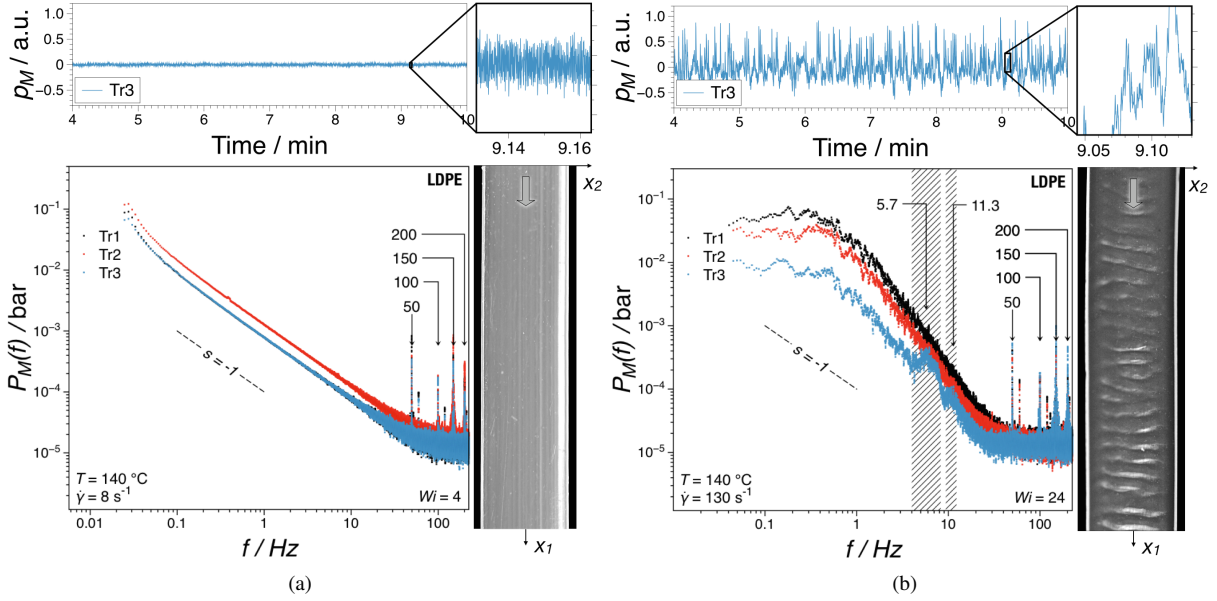 1.0
0.5
0
−0.5
p_M / a.u.
Tr3
4 5 6 7 8 9 10
Time / min
9.14 9.16
x₂
LDPE
10⁻¹
10⁻²
10⁻³
10⁻⁴
10⁻⁵
P_M(f) / bar
Tr1
Tr2
Tr3
200
150
100
50
s = -1
T = 140 °C
γ̇ = 8 s⁻¹
Wi = 4
0.01 0.1 1 10 100
f / Hz
x₁
(a)
1.0
0.5
0
−0.5
p_M / a.u.
Tr3
4 5 6 7 8 9 10
Time / min
9.05 9.10
x₂
LDPE
10⁻¹
10⁻²
10⁻³
10⁻⁴
10⁻⁵
P_M(f) / bar
5.7
11.3
Tr1
Tr2
Tr3
200
150
100
50
s = -1
T = 140 °C
γ̇ = 130 s⁻¹
Wi = 24
0.1 1 10 100
f / Hz
x₁
(b)